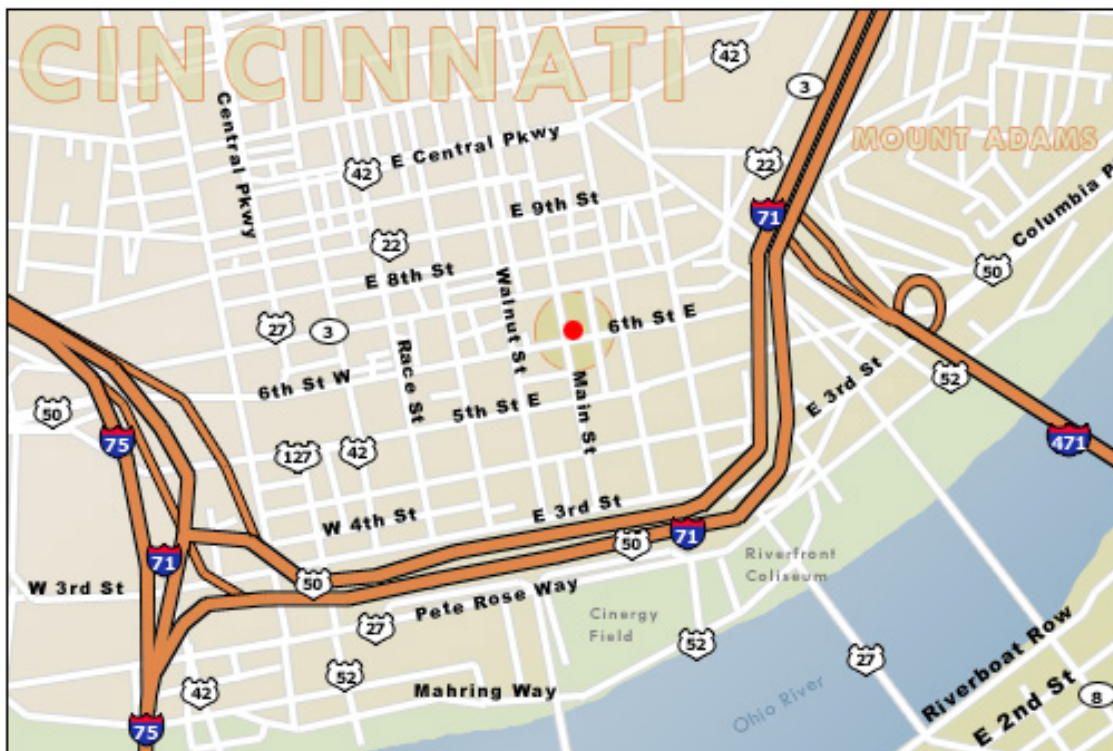 CINCINNATI
42
3
MOUNT ADAMS
Central Pkwy
E Central Pkwy
42
22
E 9th St
71
22
Columbia P
50
E 8th St
Walnut St
27
3
6th St E
Race St
6th St W
Main St
52
50
5th St E
E 3rd St
75
127
42
471
W 4th St
E 3rd St
71
50
71
50
Riverfront
Coliseum
W 3rd St
Pete Rose Way
Cinergy
Field
27
52
27
Riverboat Row
52
42
Mahring Way
Ohio River
E 2nd St
8
75